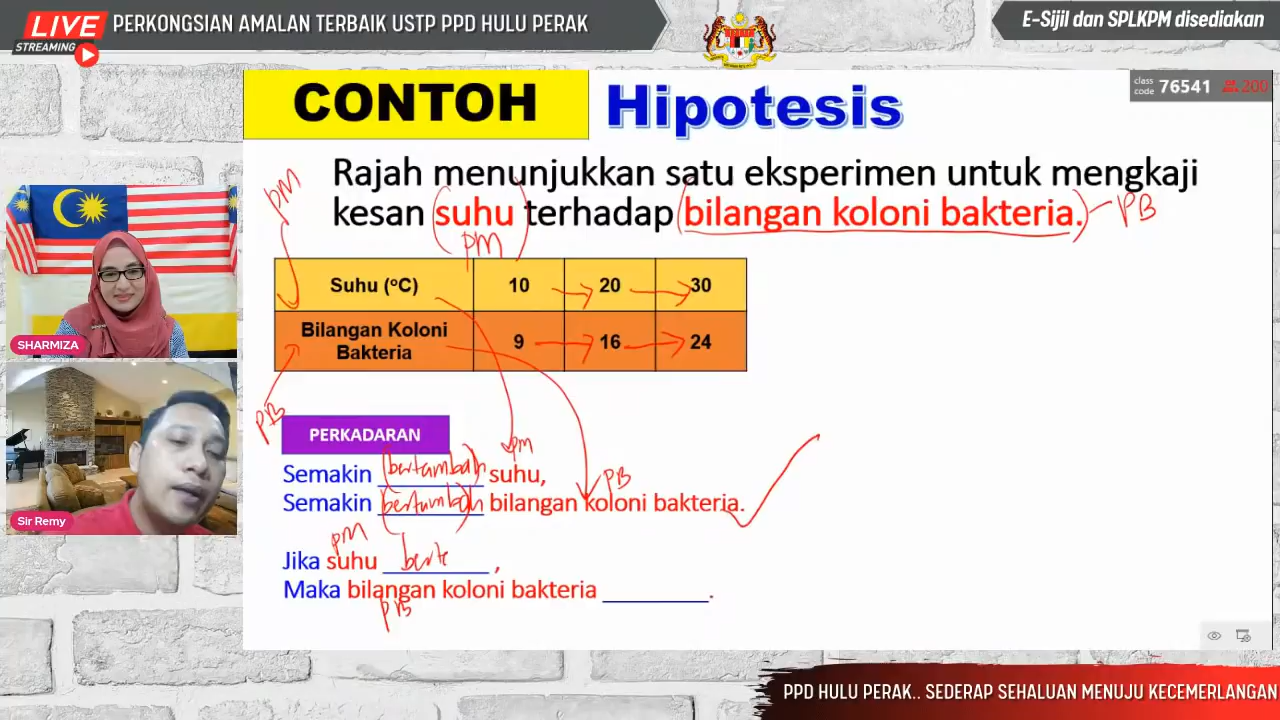 LIVE
STREAMING
PERKONGSIAN AMALAN TERBAIK USTP PPD HULU PERAK
E-Sijil dan SPLKPM disediakan
CONTOH
Hipotesis
class code 76541
200
Rajah menunjukkan satu eksperimen untuk mengkaji
kesan suhu terhadap bilangan koloni bakteria.
PM
PM
PB
Suhu (°C) 10 20 30
Bilangan Koloni Bakteria 9 16 24
PB
PERKADARAN
PM
Semakin (bertambah) suhu,
PB
Semakin (bertambah) bilangan koloni bakteria.
PM
Jika suhu berte,
Maka bilangan koloni bakteria ________.
PB
SHARMIZA
Sir Remy
PPD HULU PERAK.. SEDERAP SEHALUAN MENUJU KECEMERLANGAN